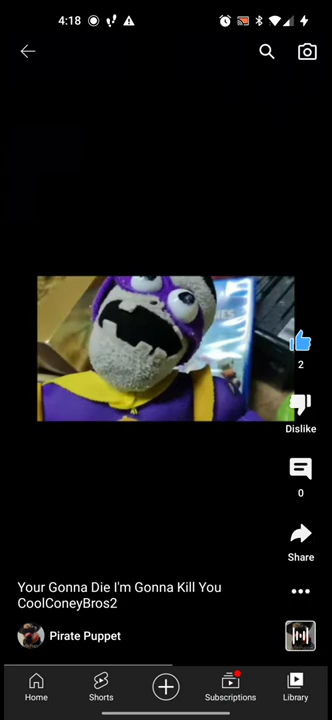 4:18
2
Dislike
0
Share
Your Gonna Die I'm Gonna Kill You
CoolConeyBros2
Pirate Puppet
Home
Shorts
Subscriptions
Library